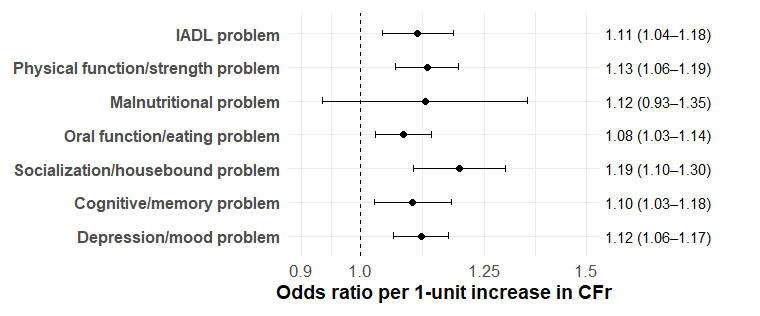 IADL problem 1.11 (1.04–1.18)
Physical function/strength problem 1.13 (1.06–1.19)
Malnutritional problem 1.12 (0.93–1.35)
Oral function/eating problem 1.08 (1.03–1.14)
Socialization/housebound problem 1.19 (1.10–1.30)
Cognitive/memory problem 1.10 (1.03–1.18)
Depression/mood problem 1.12 (1.06–1.17)
0.9 1.0 1.25 1.5
Odds ratio per 1-unit increase in CFr